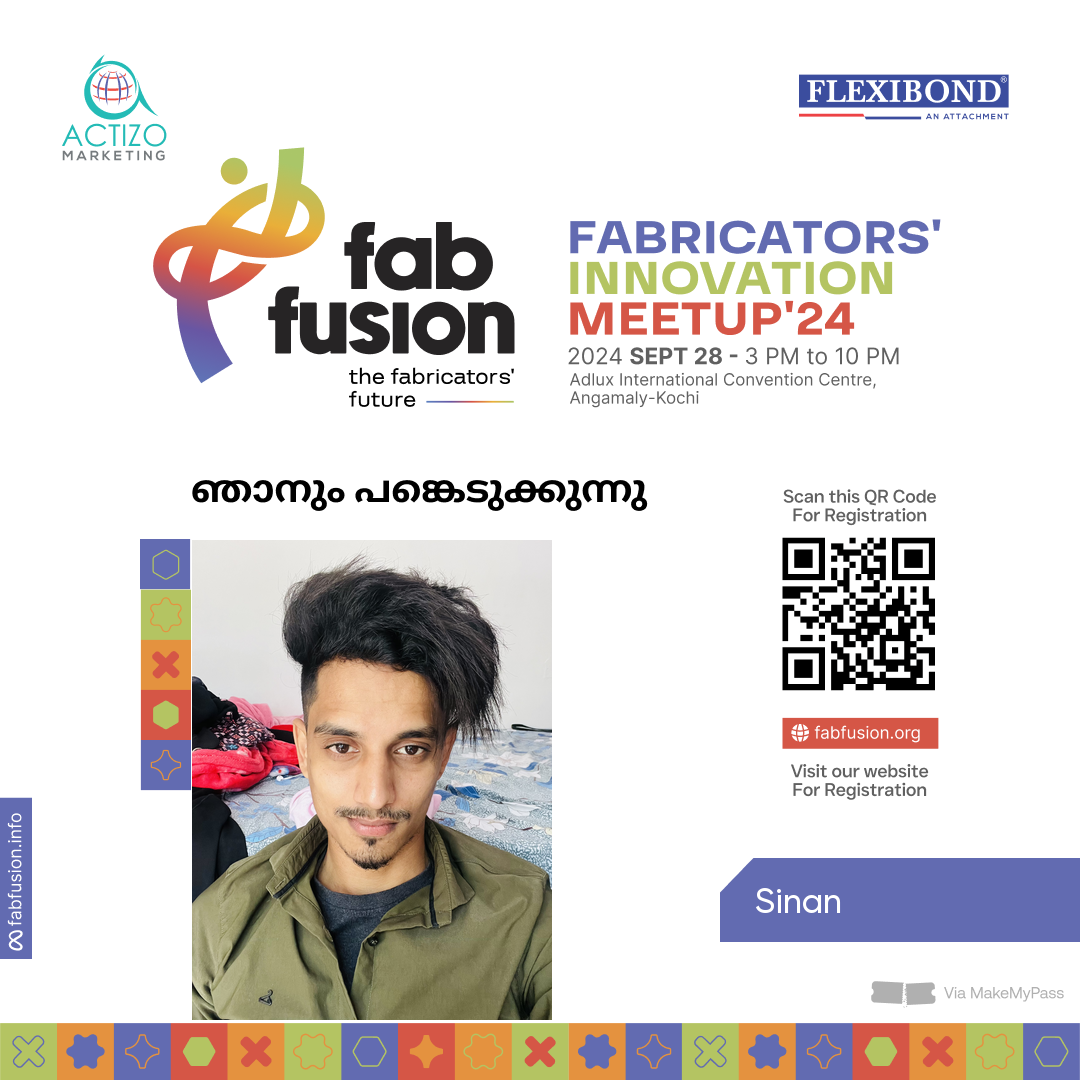 ACTIZO
MARKETING
FLEXIBOND®
AN ATTACHMENT
fab
fusion
the fabricators'
future
FABRICATORS'
INNOVATION
MEETUP'24
2024 SEPT 28 - 3 PM to 10 PM
Adlux International Convention Centre,
Angamaly-Kochi
ഞാനും പങ്കെടുക്കുന്നു
Scan this QR Code
For Registration
fabfusion.org
Visit our website
For Registration
fabfusion.info
Sinan
Via MakeMyPass